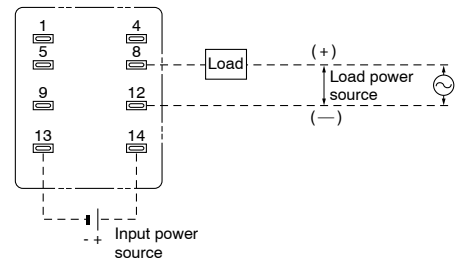 1 4
5 8
Load
(+)
Load power
source
9 12
(—)
13 14
- + Input power
source